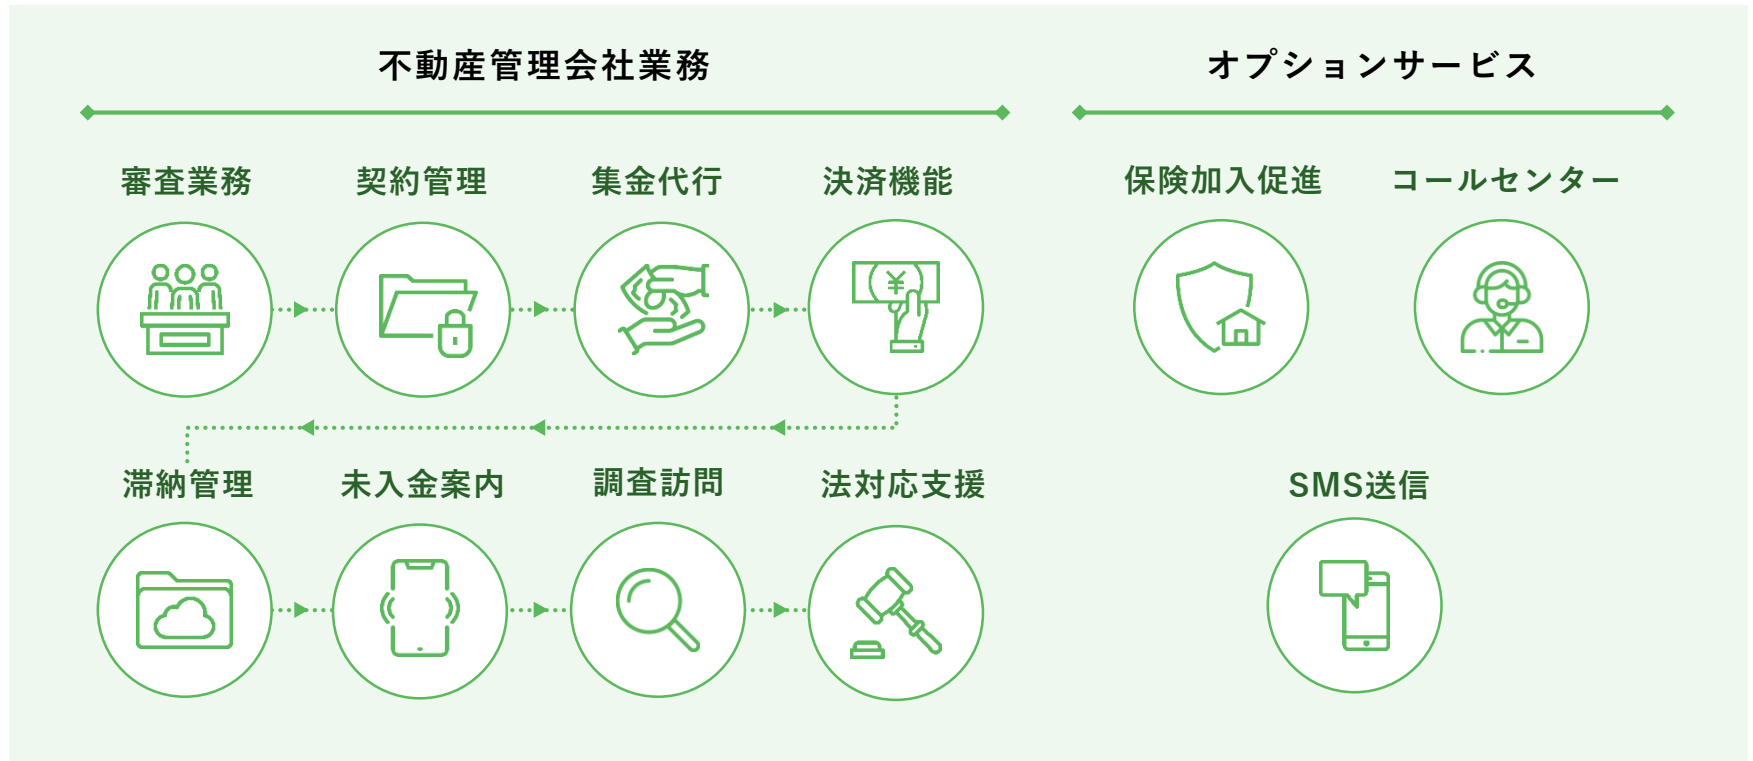 不動産管理会社業務
オプションサービス
審査業務
契約管理
集金代行
決済機能
保険加入促進
コールセンター
¥
滞納管理
未入金案内
調査訪問
法対応支援
SMS送信